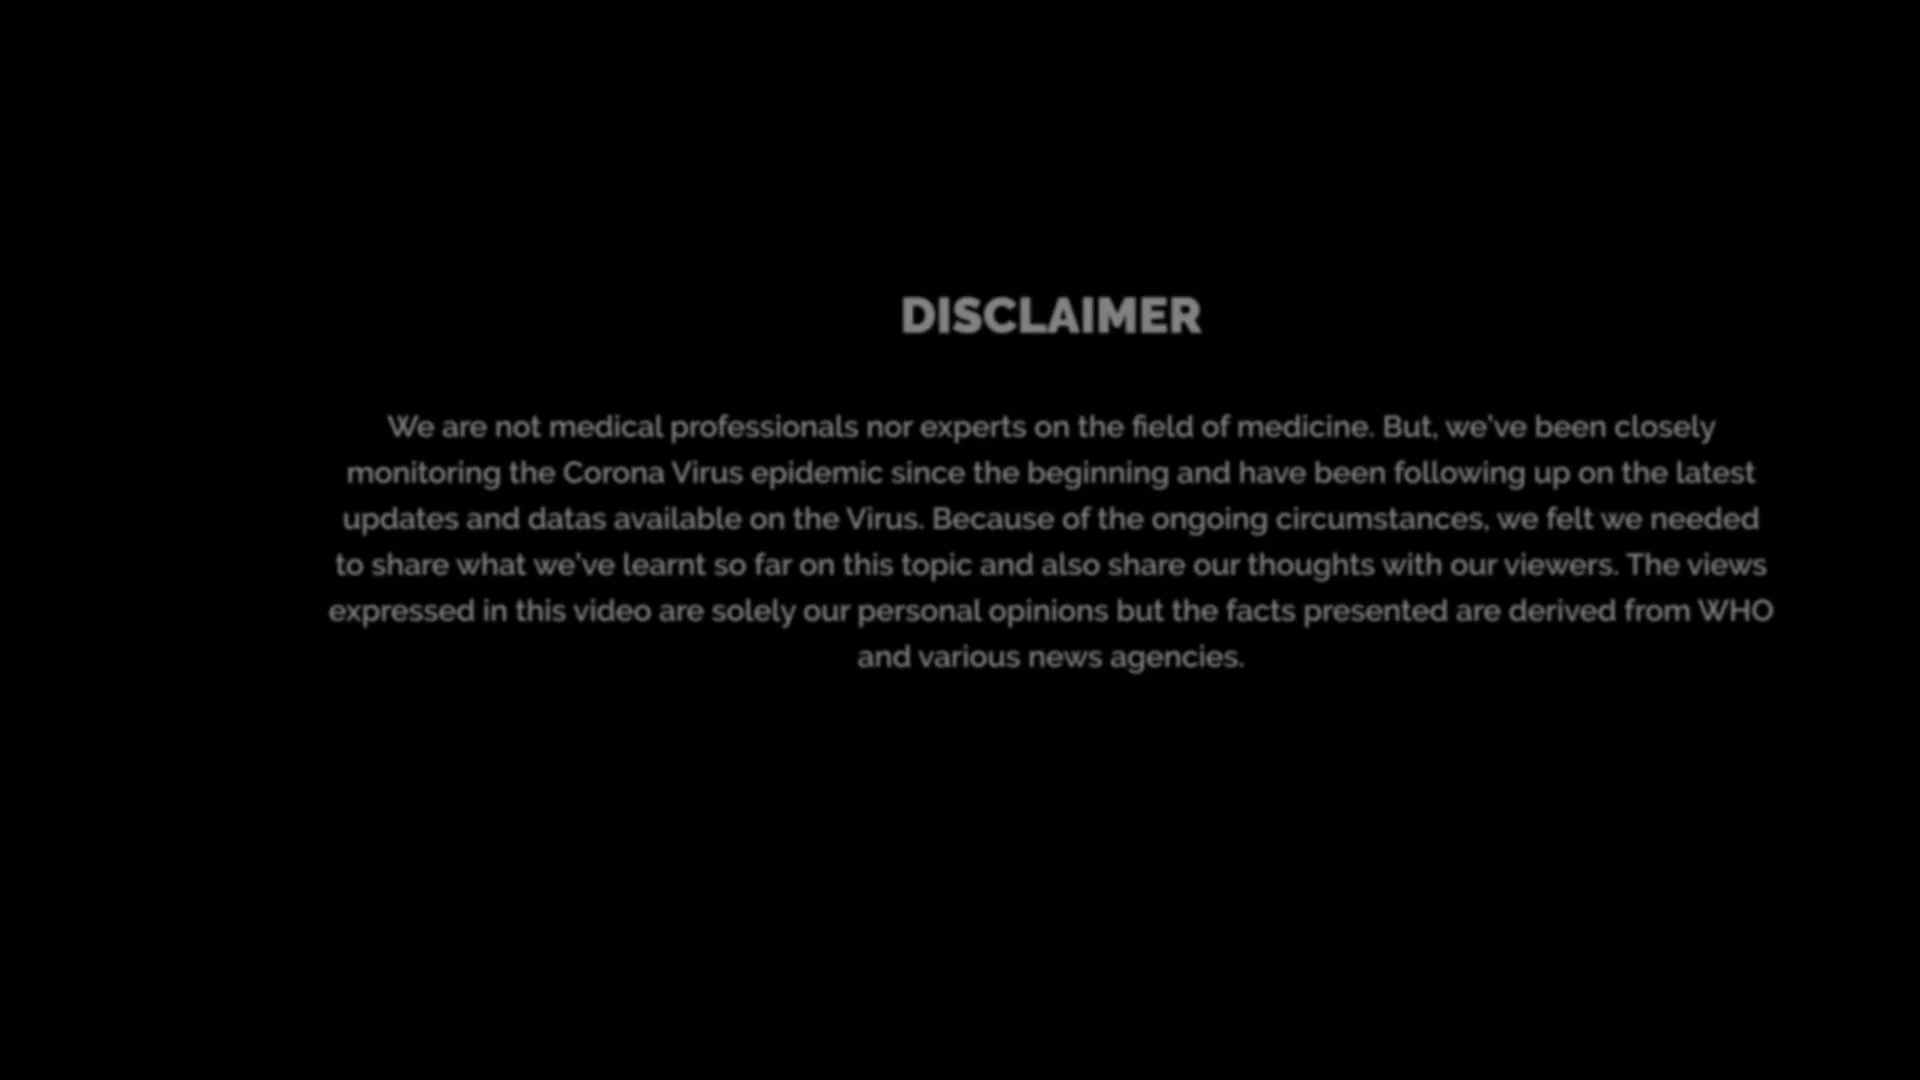 DISCLAIMER
We are not medical professionals nor experts on the field of medicine. But, we've been closely
monitoring the Corona Virus epidemic since the beginning and have been following up on the latest
updates and datas available on the Virus. Because of the ongoing circumstances, we felt we needed
to share what we've learnt so far on this topic and also share our thoughts with our viewers. The views
expressed in this video are solely our personal opinions but the facts presented are derived from WHO
and various news agencies.